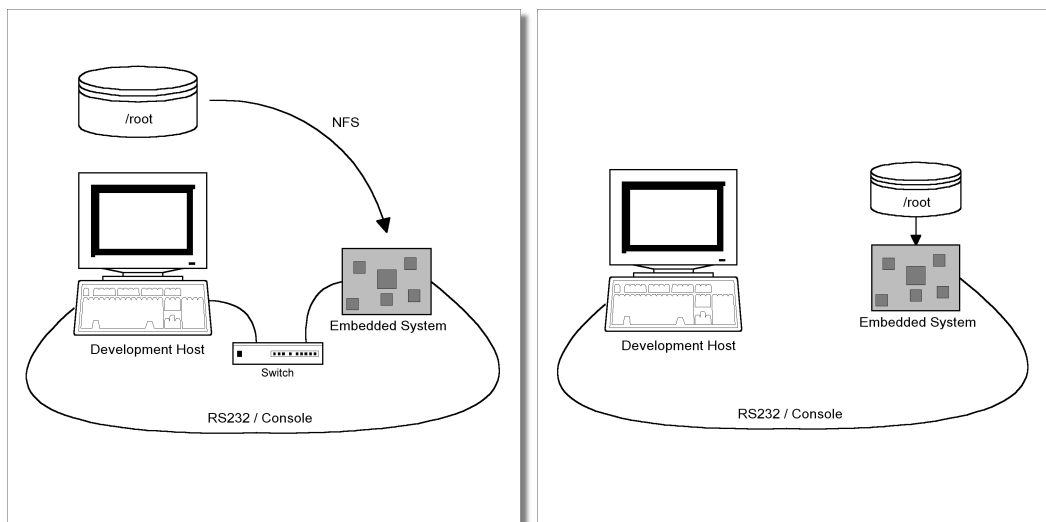 /root
NFS
Embedded System
Development Host
Switch
RS232 / Console
/root
Embedded System
Development Host
RS232 / Console